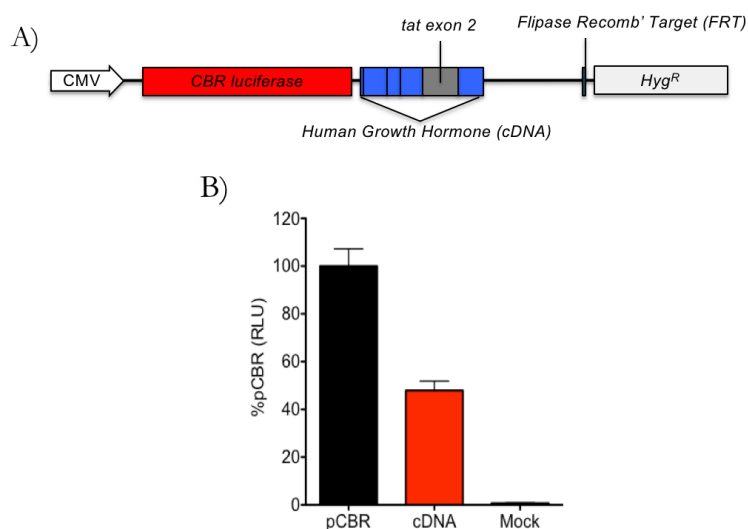 A)
tat exon 2
Flipase Recomb’ Target (FRT)
CMV
CBR luciferase
Hyg^R
Human Growth Hormone (cDNA)
B)
%pCBR (RLU)
120
100
80
60
40
20
0
pCBR
cDNA
Mock